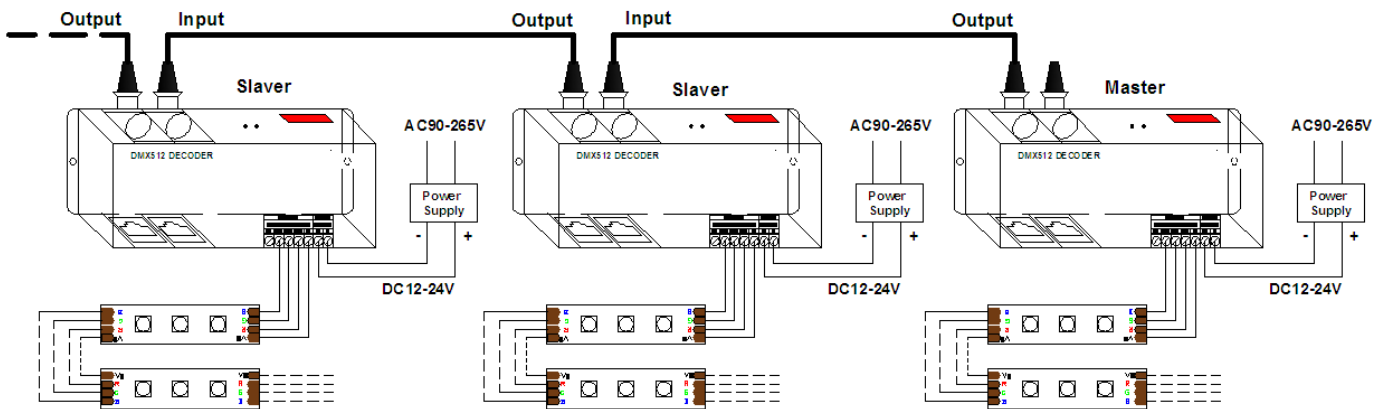 Output Input Output Input Output
Slaver Slaver Master
AC90-265V AC90-265V AC90-265V
DMX512 DECODER DMX512 DECODER DMX512 DECODER
Power Power Power
Supply Supply Supply
- + - + - +
DC12-24V DC12-24V DC12-24V
B B
G G
R R
V V
V V
R R
G G
B